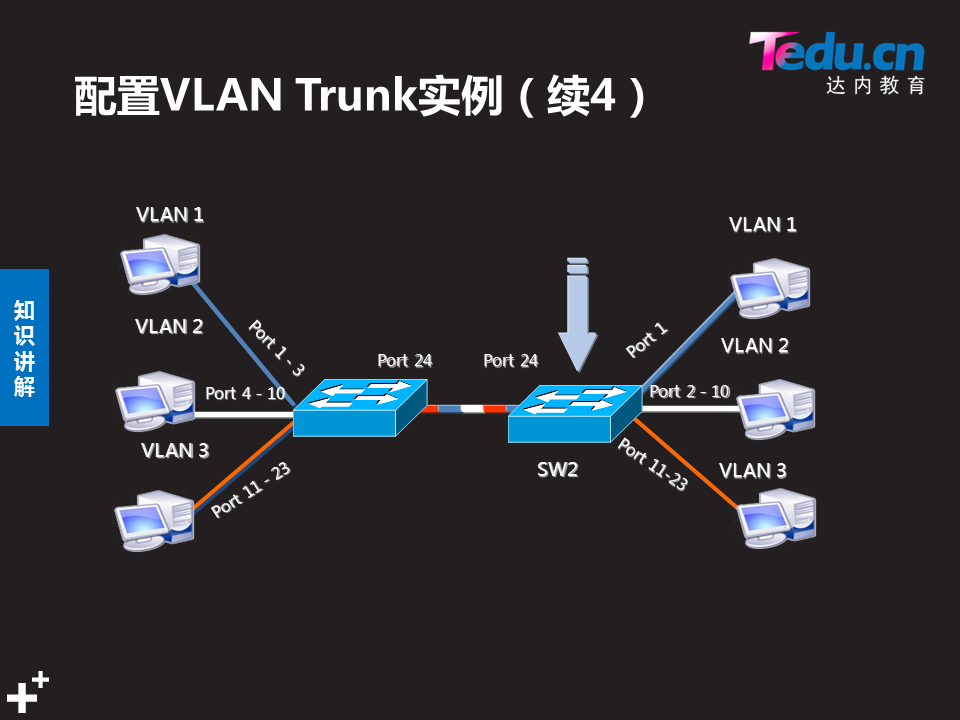 Tedu.cn
达内教育
配置VLAN Trunk实例（续4）
知
识
讲
解
VLAN 1
VLAN 1
VLAN 2
Port 1 - 3
Port 1
VLAN 2
Port 24
Port 24
Port 4 - 10
Port 2 - 10
VLAN 3
SW2
Port 11-23
VLAN 3
Port 11 - 23